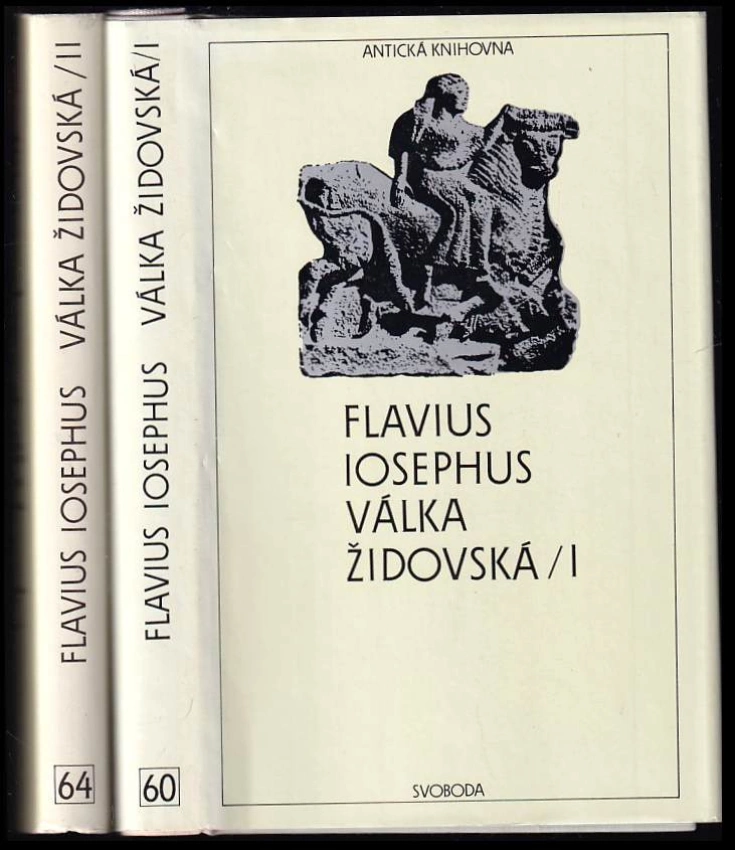 FLAVIUS IOSEPHUS VÁLKA ŽIDOVSKÁ / II
64
FLAVIUS IOSEPHUS VÁLKA ŽIDOVSKÁ/I
60
ANTICKÁ KNIHOVNA
FLAVIUS
IOSEPHUS
VÁLKA
ŽIDOVSKÁ/I
SVOBODA